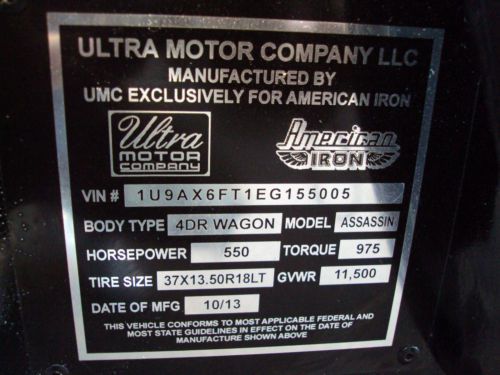 ULTRA MOTOR COMPANY LLC
MANUFACTURED BY
UMC EXCLUSIVELY FOR AMERICAN IRON
Ultra
MOTOR
COMPANY
American
IRON
VIN # 1U9AX6FT1EG155005
BODY TYPE 4DR WAGON MODEL ASSASSIN
HORSEPOWER 550 TORQUE 975
TIRE SIZE 37X13.50R18LT GVWR 11,500
DATE OF MFG 10/13
THIS VEHICLE CONFORMS TO MOST APPLICABLE FEDERAL AND
MOST STATE GUIDELINES IN EFFECT ON THE DATE OF
MANUFACTURE SHOWN ABOVE